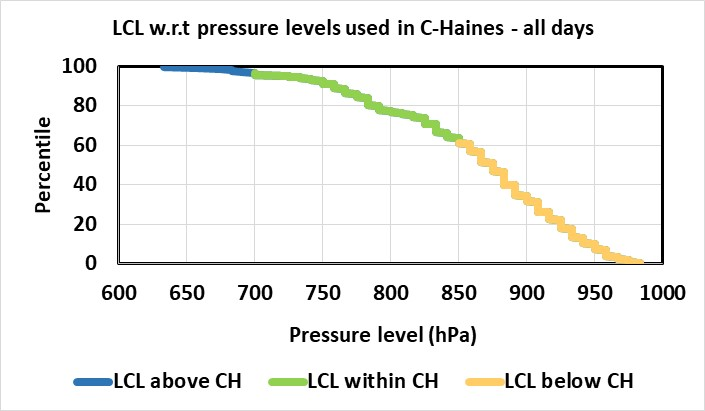 LCL w.r.t pressure levels used in C-Haines - all days
Percentile
100
80
60
40
20
0
600 650 700 750 800 850 900 950 1000
Pressure level (hPa)
LCL above CH LCL within CH LCL below CH